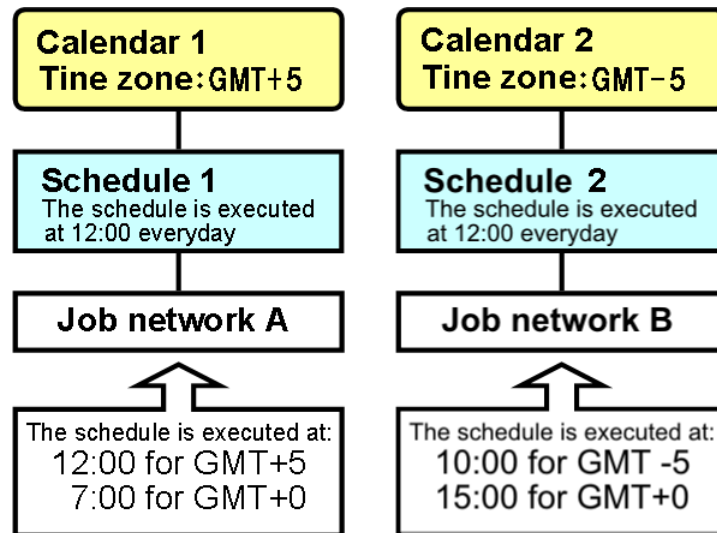 Calendar 1
Tine zone:GMT+5
Schedule 1
The schedule is executed
at 12:00 everyday
Job network A
The schedule is executed at:
12:00 for GMT+5
7:00 for GMT+0
Calendar 2
Tine zone:GMT-5
Schedule 2
The schedule is executed
at 12:00 everyday
Job network B
The schedule is executed at:
10:00 for GMT -5
15:00 for GMT+0